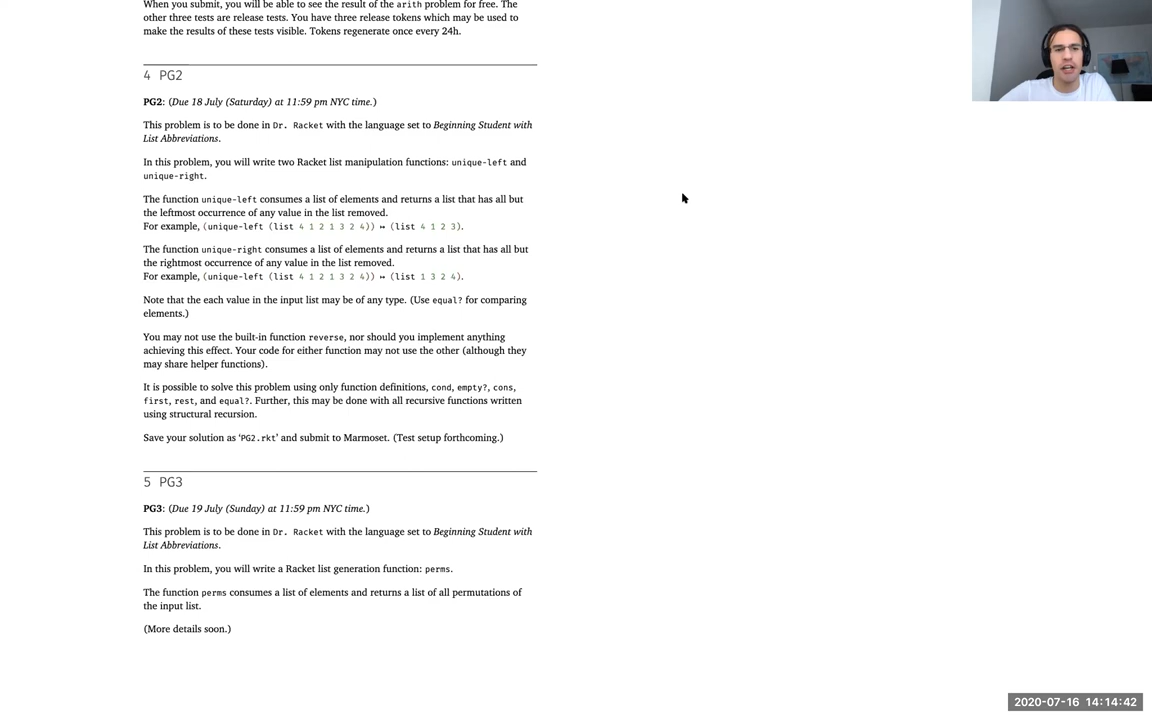 When you submit, you will be able to see the result of the arith problem for free. The
other three tests are release tests. You have three release tokens which may be used to
make the results of these tests visible. Tokens regenerate once every 24h.
4 PG2
PG2: (Due 18 July (Saturday) at 11:59 pm NYC time.)
This problem is to be done in Dr. Racket with the language set to Beginning Student with
List Abbreviations.
In this problem, you will write two Racket list manipulation functions: unique-left and
unique-right.
The function unique-left consumes a list of elements and returns a list that has all but
the leftmost occurrence of any value in the list removed.
For example, (unique-left (list 4 1 2 1 3 2 4)) ↦ (list 4 1 2 3).
The function unique-right consumes a list of elements and returns a list that has all but
the rightmost occurrence of any value in the list removed.
For example, (unique-left (list 4 1 2 1 3 2 4)) ↦ (list 1 3 2 4).
Note that the each value in the input list may be of any type. (Use equal? for comparing
elements.)
You may not use the built-in function reverse, nor should you implement anything
achieving this effect. Your code for either function may not use the other (although they
may share helper functions).
It is possible to solve this problem using only function definitions, cond, empty?, cons,
first, rest, and equal?. Further, this may be done with all recursive functions written
using structural recursion.
Save your solution as ‘PG2.rkt’ and submit to Marmoset. (Test setup forthcoming.)
5 PG3
PG3: (Due 19 July (Sunday) at 11:59 pm NYC time.)
This problem is to be done in Dr. Racket with the language set to Beginning Student with
List Abbreviations.
In this problem, you will write a Racket list generation function: perms.
The function perms consumes a list of elements and returns a list of all permutations of
the input list.
(More details soon.)
2020-07-16 14:14:42